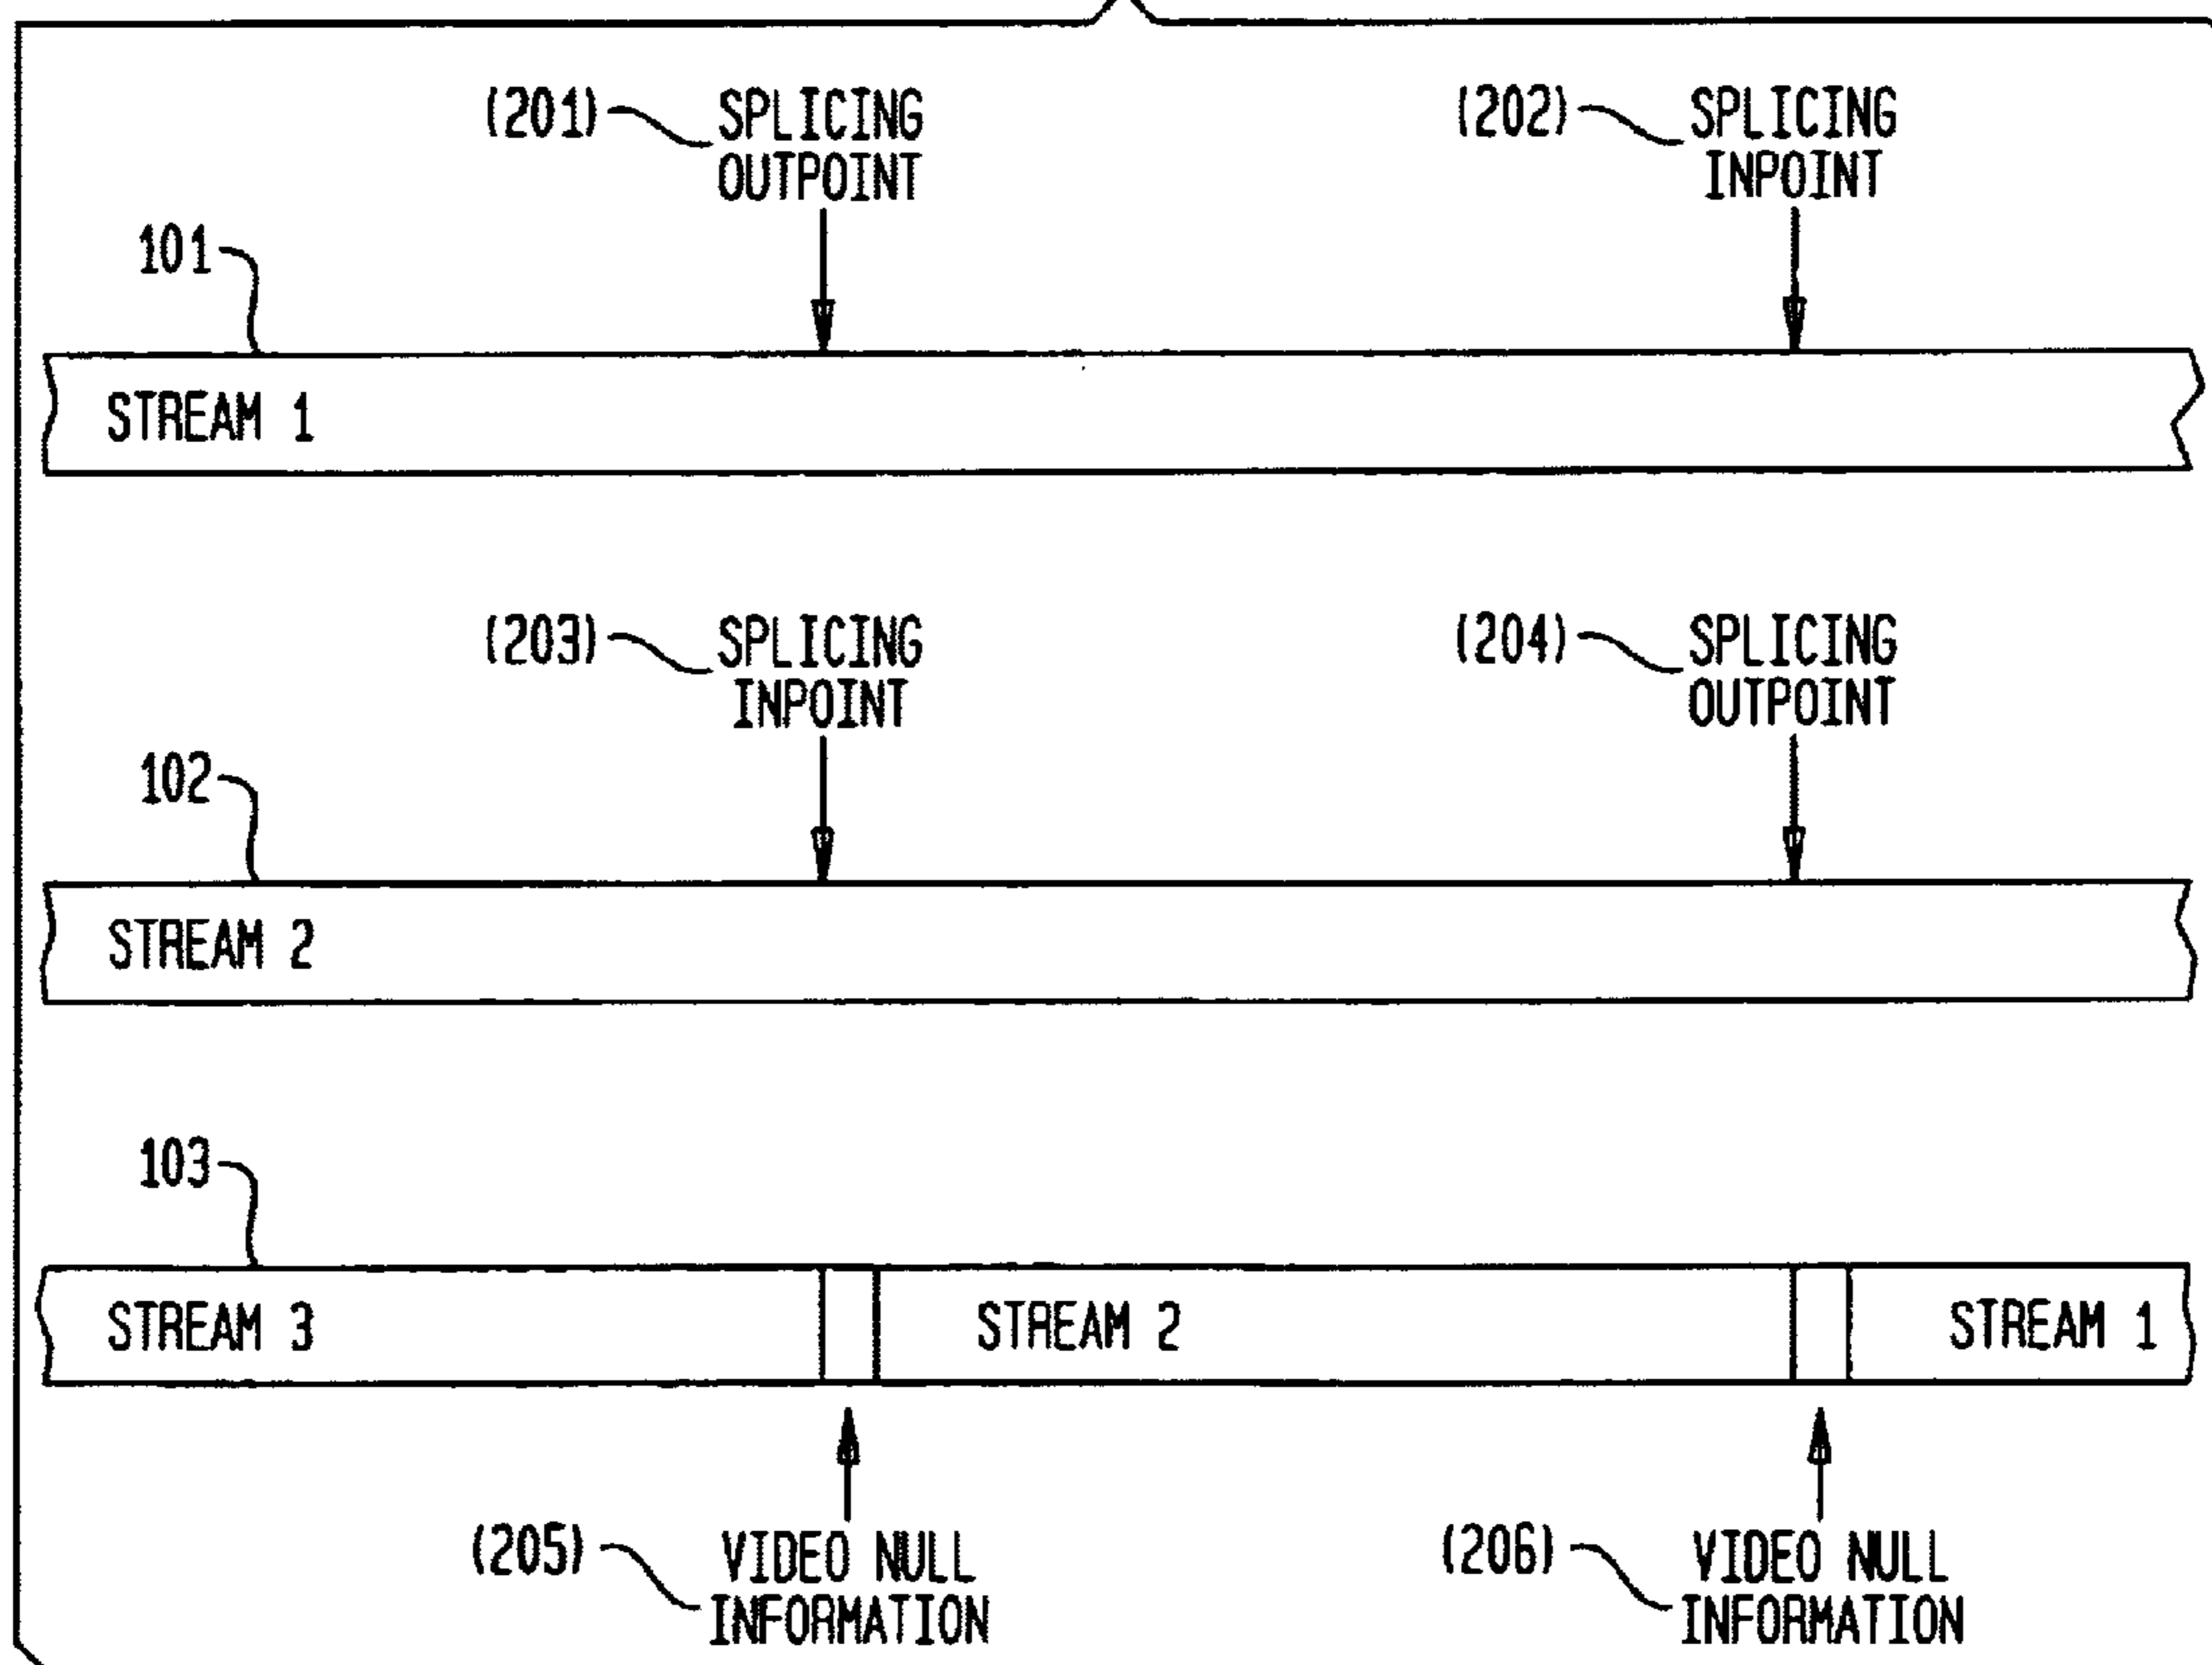 (201) SPLICING
OUTPOINT
(202) SPLICING
INPOINT
101
STREAM 1
(203) SPLICING
INPOINT
(204) SPLICING
OUTPOINT
102
STREAM 2
103
STREAM 3
STREAM 2
STREAM 1
(205) VIDEO NULL
INFORMATION
(206) VIDEO NULL
INFORMATION